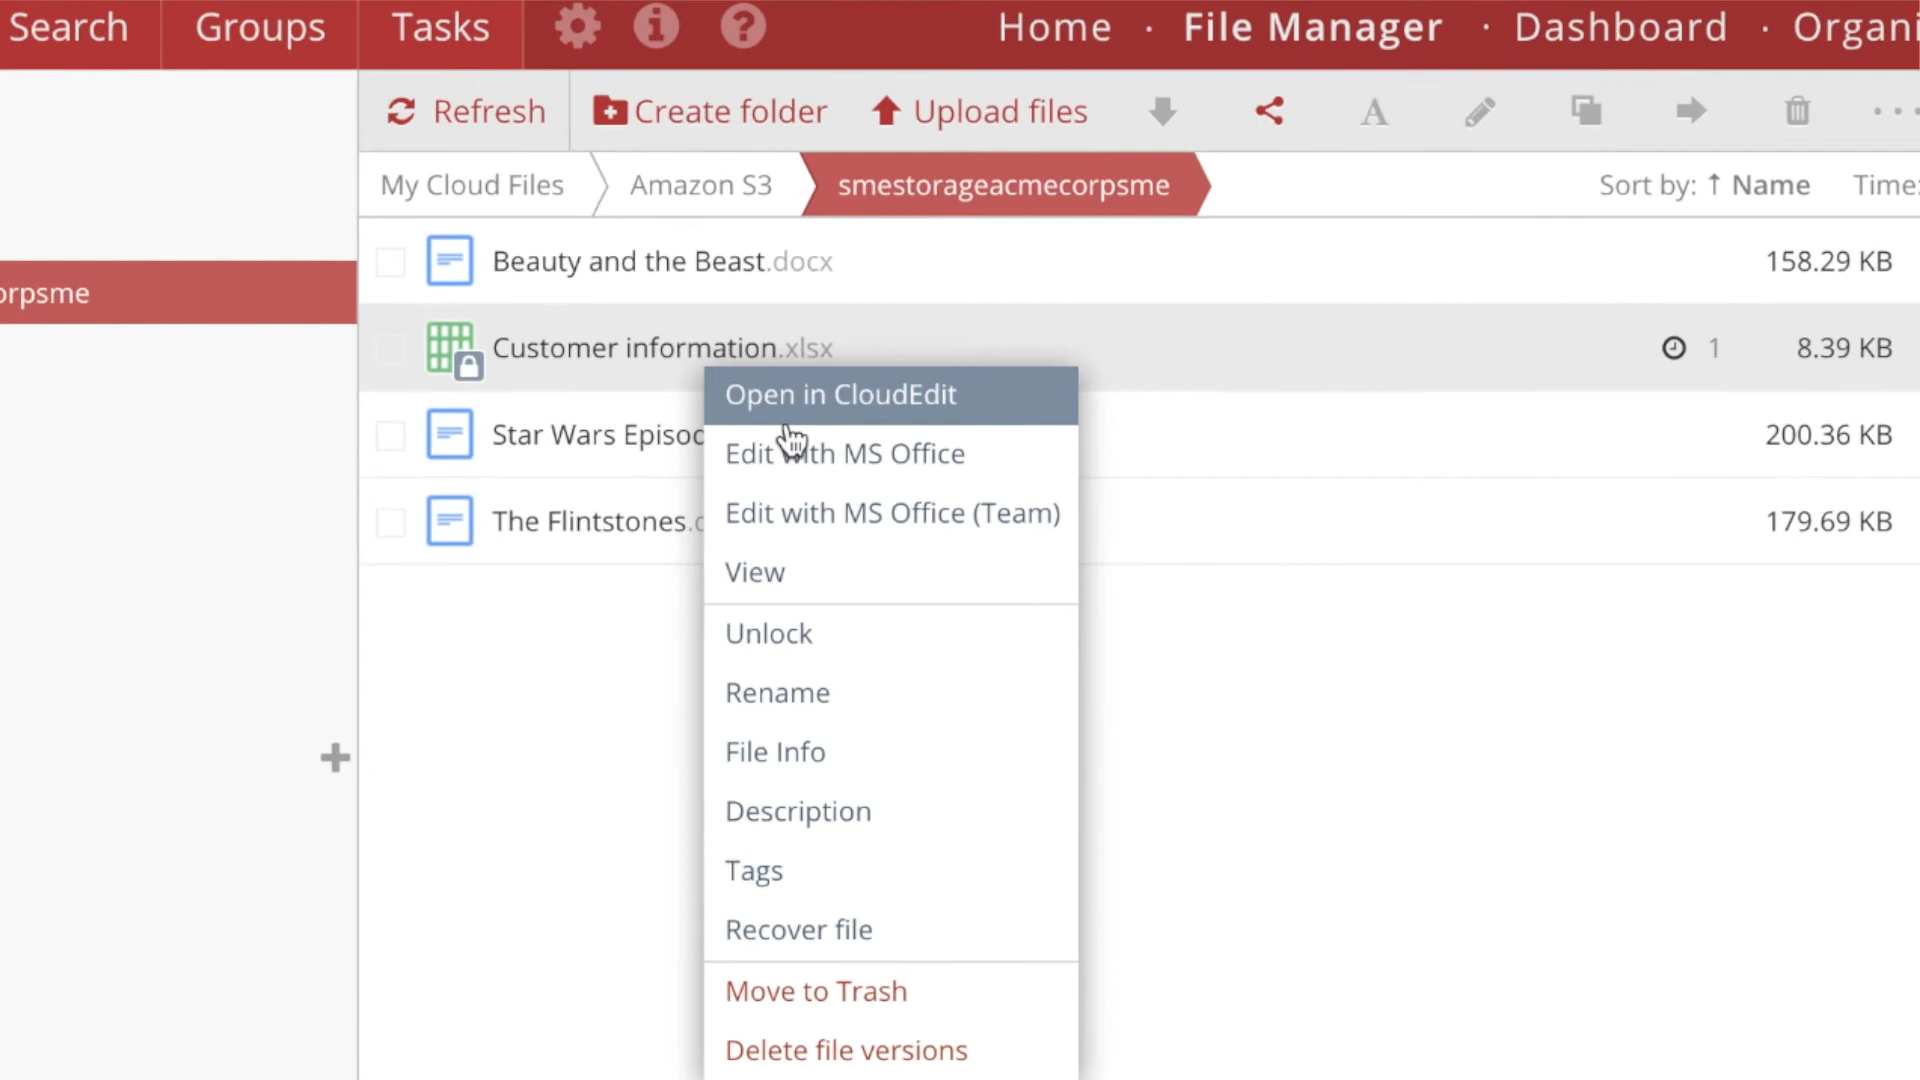 Search Groups Tasks Home · File Manager · Dashboard · Organi
Refresh Create folder Upload files
My Cloud Files Amazon S3 smestorageacmecorpsme Sort by: ↑ Name Time:
Beauty and the Beast.docx 158.29 KB
orpsme
Customer information.xlsx 1 8.39 KB
Open in CloudEdit
Star Wars Episod 200.36 KB
Edit with MS Office
Edit with MS Office (Team)
The Flintstones. 179.69 KB
View
Unlock
Rename
File Info
Description
Tags
Recover file
Move to Trash
Delete file versions